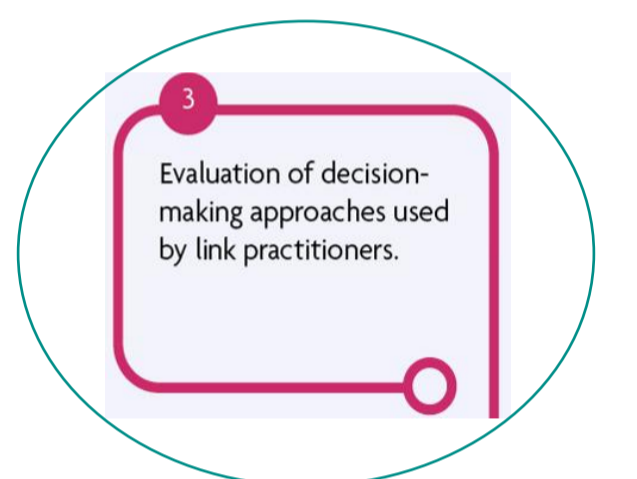 3
Evaluation of decision-
making approaches used
by link practitioners.